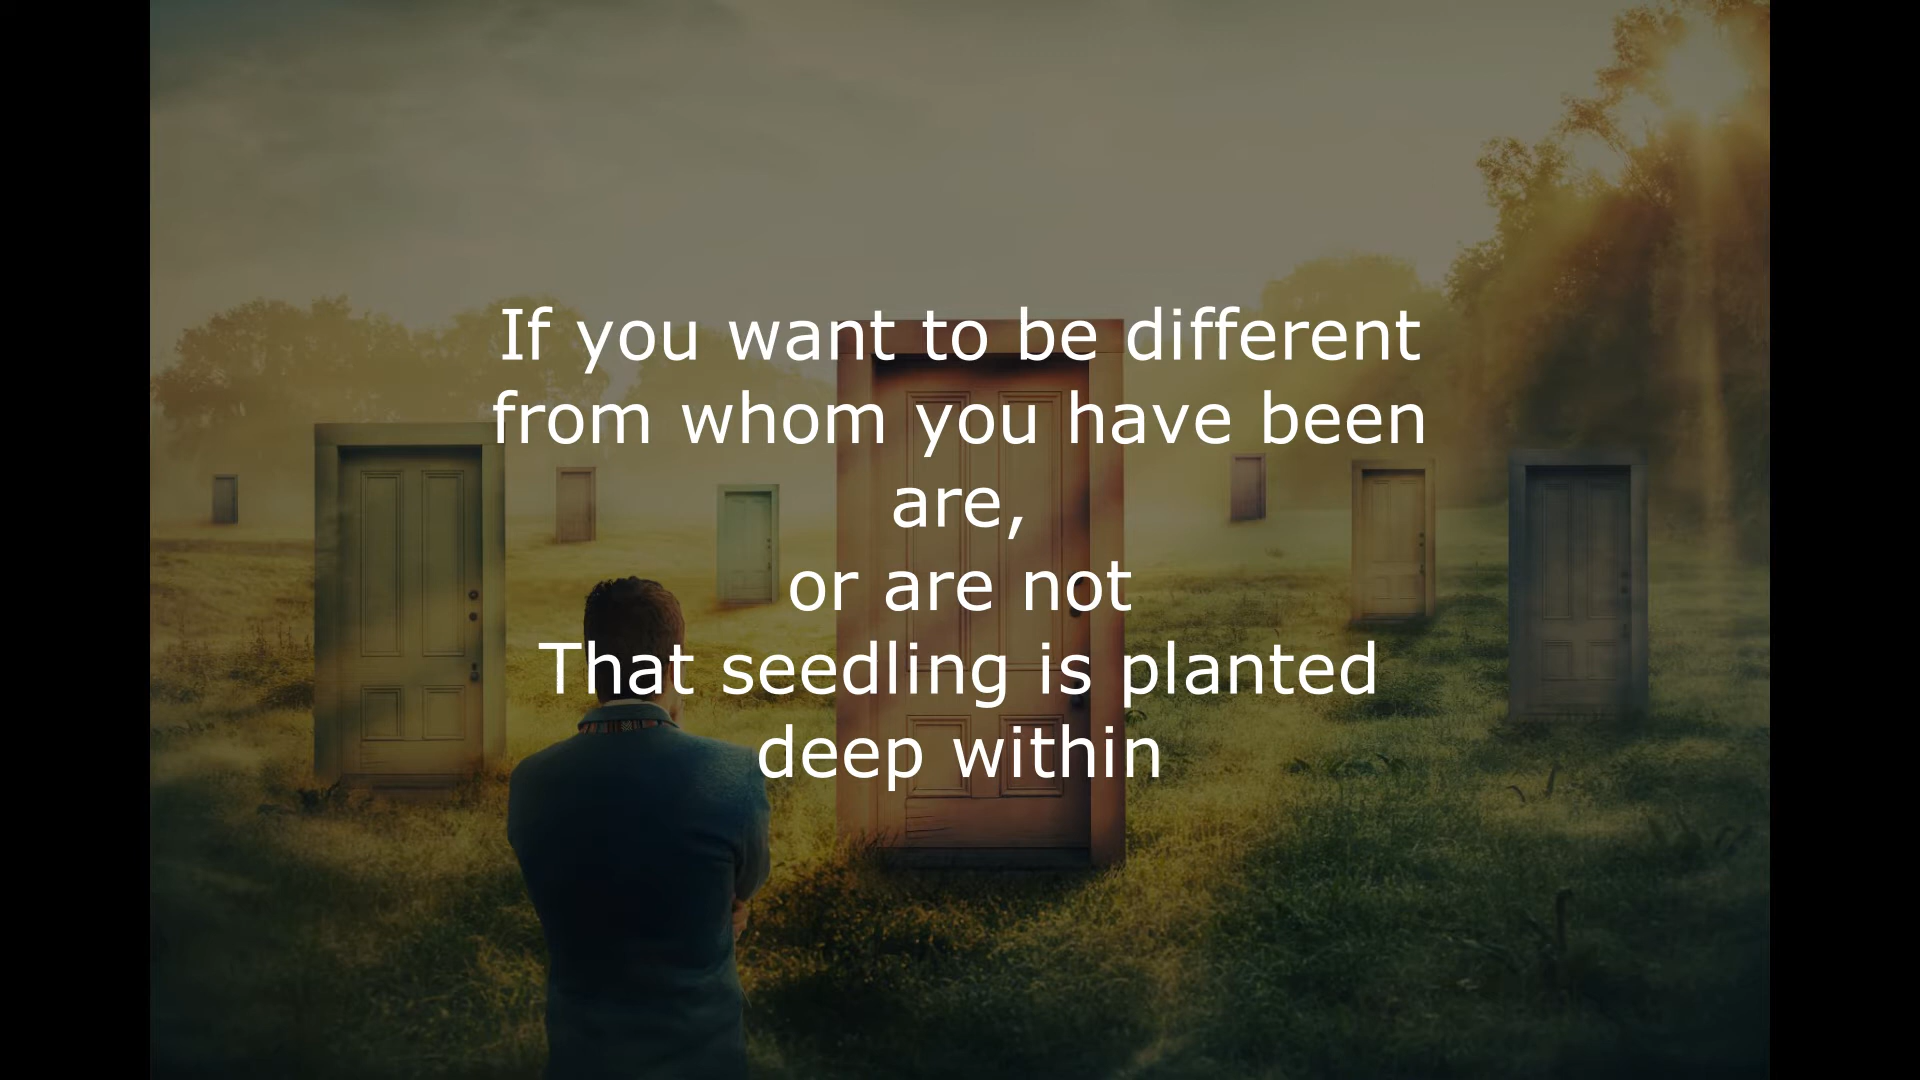 If you want to be different
from whom you have been
are,
or are not
That seedling is planted
deep within